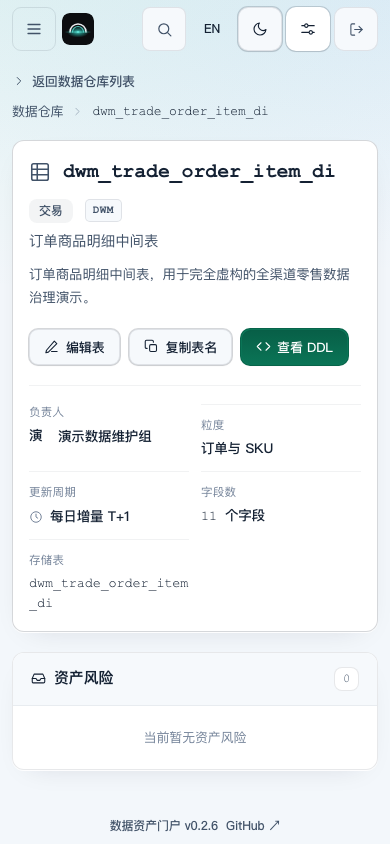 EN
返回数据仓库列表
数据仓库 dwm_trade_order_item_di
dwm_trade_order_item_di
交易 DWM
订单商品明细中间表
订单商品明细中间表，用于完全虚构的全渠道零售数据
治理演示。
编辑表 复制表名 查看 DDL
负责人
演 演示数据维护组
粒度
订单与 SKU
更新周期
每日增量 T+1
字段数
11 个字段
存储表
dwm_trade_order_item
_di
资产风险 0
当前暂无资产风险
数据资产门户 v0.2.6 GitHub ↗